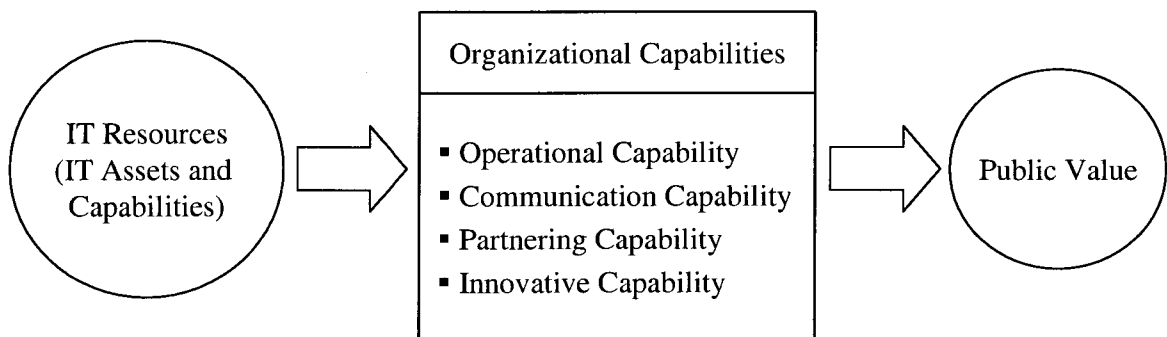 IT Resources
(IT Assets and
Capabilities)
Organizational Capabilities
▪ Operational Capability
▪ Communication Capability
▪ Partnering Capability
▪ Innovative Capability
Public Value